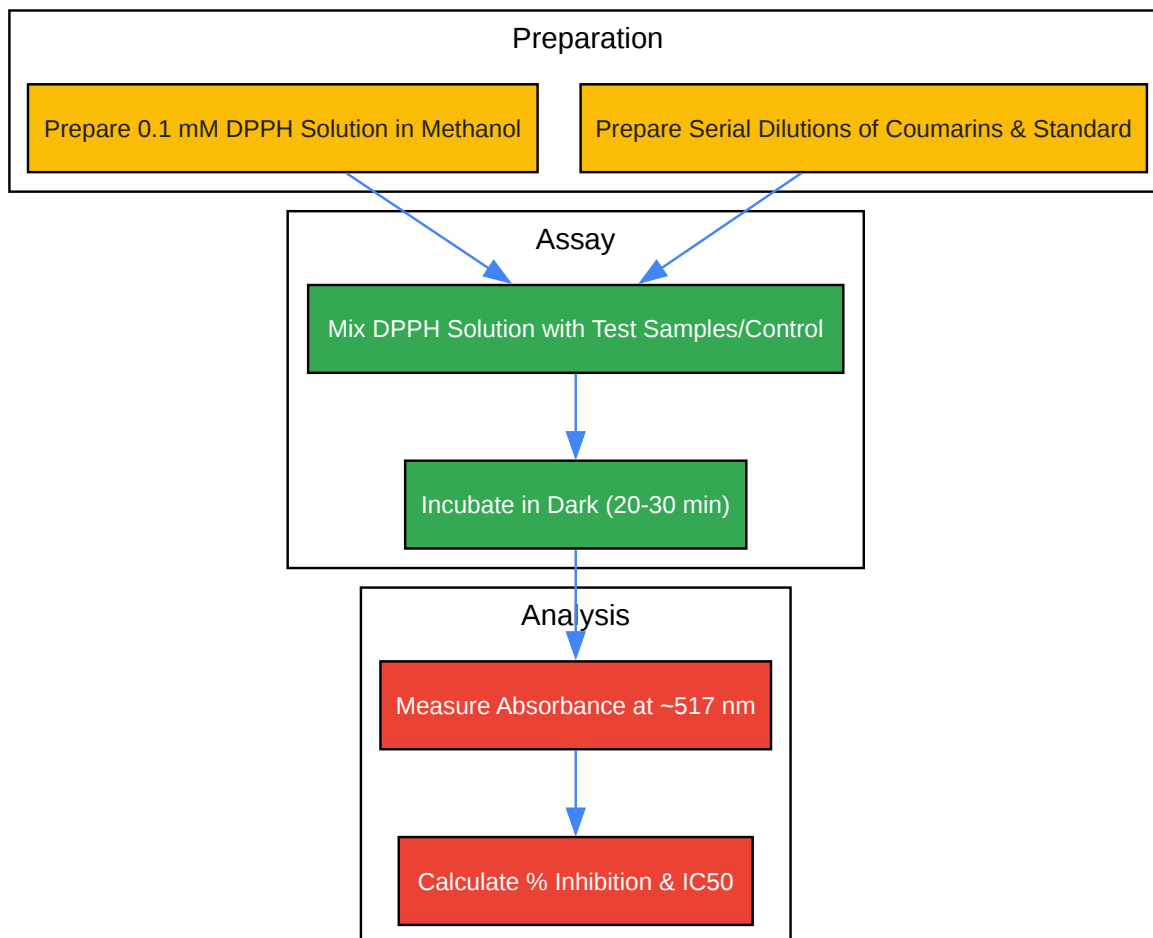 Preparation
Prepare 0.1 mM DPPH Solution in Methanol
Prepare Serial Dilutions of Coumarins & Standard
Assay
Mix DPPH Solution with Test Samples/Control
Incubate in Dark (20-30 min)
Analysis
Measure Absorbance at ~517 nm
Calculate % Inhibition & IC50